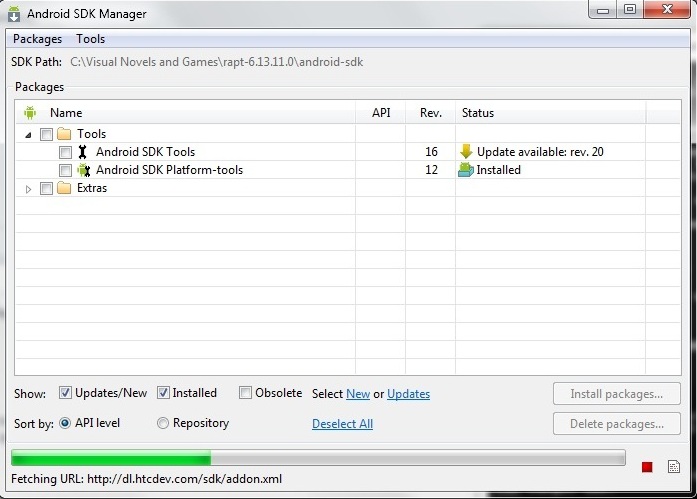 Android SDK Manager
Packages Tools
SDK Path: C:\Visual Novels and Games\rapt-6.13.11.0\android-sdk
Packages
Name API Rev. Status
Tools
Android SDK Tools 16 Update available: rev. 20
Android SDK Platform-tools 12 Installed
Extras
Show: Updates/New Installed Obsolete Select New or Updates Install packages...
Sort by: API level Repository Deselect All Delete packages...
Fetching URL: http://dl.htcdev.com/sdk/addon.xml